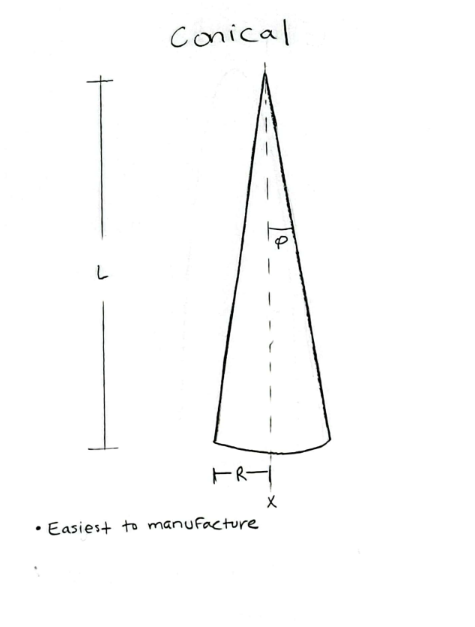 Conical
L
φ
R
X
• Easiest to manufacture